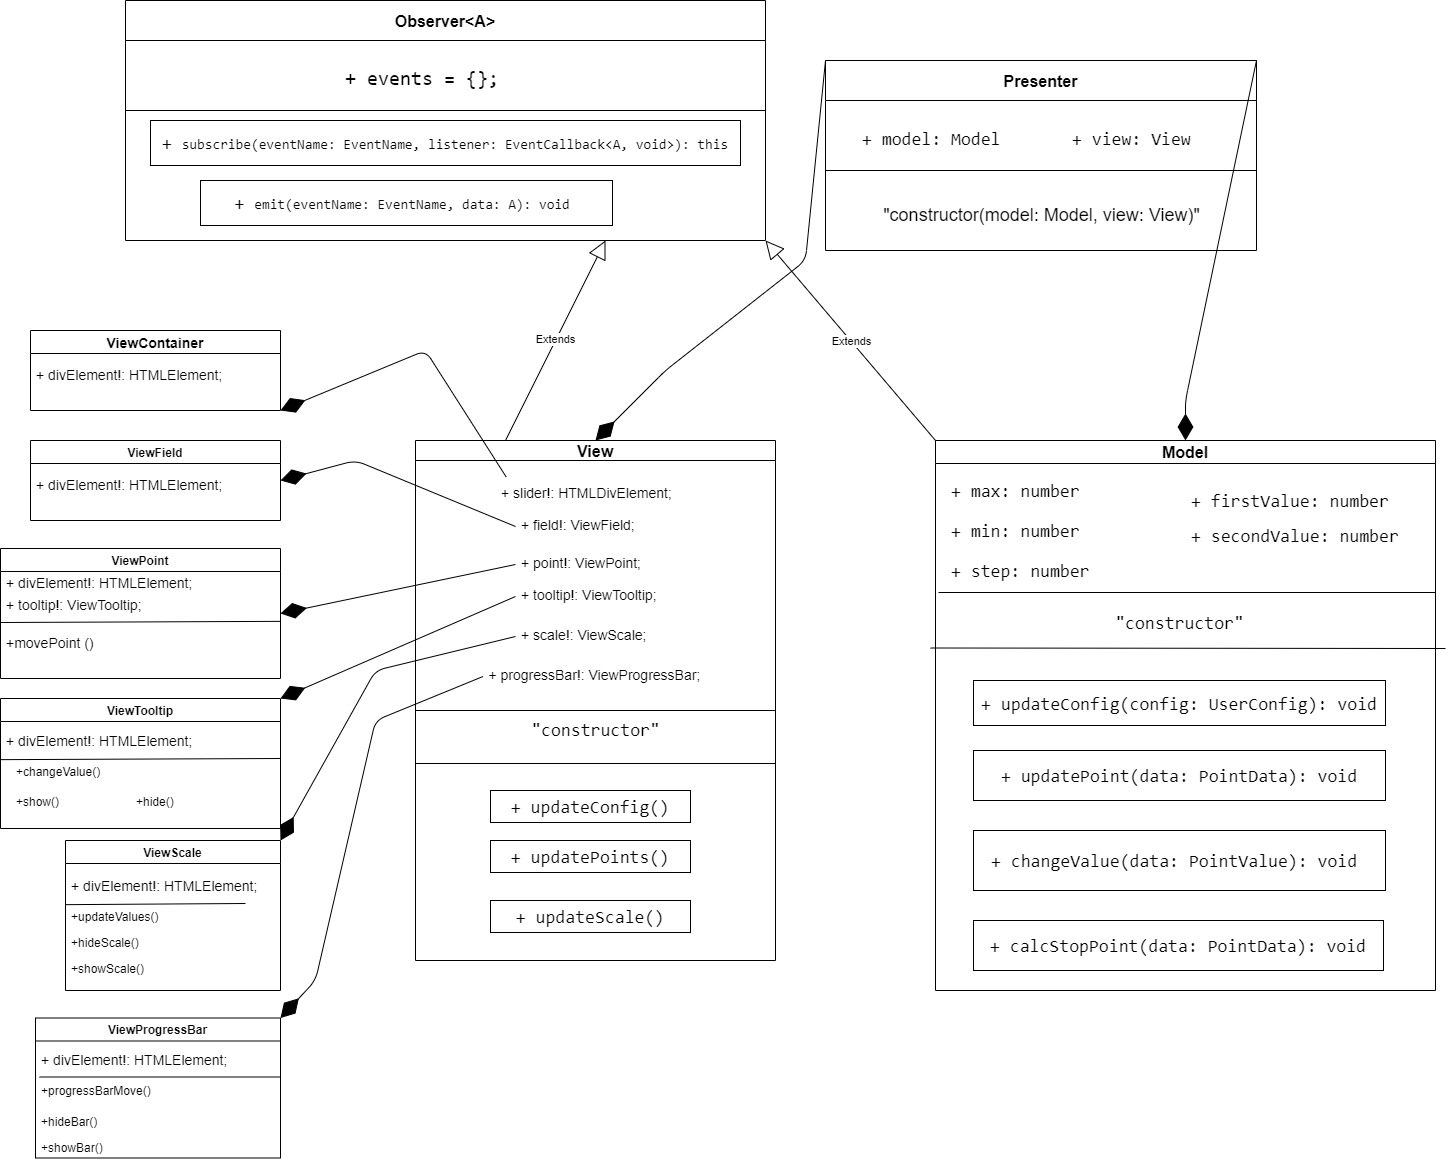 Observer<A>
+ events = {};
+ subscribe(eventName: EventName, listener: EventCallback<A, void>): this
+ emit(eventName: EventName, data: A): void
Presenter
+ model: Model
+ view: View
"constructor(model: Model, view: View)"
Extends
Extends
ViewContainer
+ divElement!: HTMLElement;
ViewField
+ divElement!: HTMLElement;
ViewPoint
+ divElement!: HTMLElement;
+ tooltip!: ViewTooltip;
+movePoint ()
ViewTooltip
+ divElement!: HTMLElement;
+changeValue()
+show()
+hide()
ViewScale
+ divElement!: HTMLElement;
+updateValues()
+hideScale()
+showScale()
ViewProgressBar
+ divElement!: HTMLElement;
+progressBarMove()
+hideBar()
+showBar()
View
+ slider!: HTMLDivElement;
+ field!: ViewField;
+ point!: ViewPoint;
+ tooltip!: ViewTooltip;
+ scale!: ViewScale;
+ progressBar!: ViewProgressBar;
"constructor"
+ updateConfig()
+ updatePoints()
+ updateScale()
Model
+ max: number
+ min: number
+ step: number
+ firstValue: number
+ secondValue: number
"constructor"
+ updateConfig(config: UserConfig): void
+ updatePoint(data: PointData): void
+ changeValue(data: PointValue): void
+ calcStopPoint(data: PointData): void